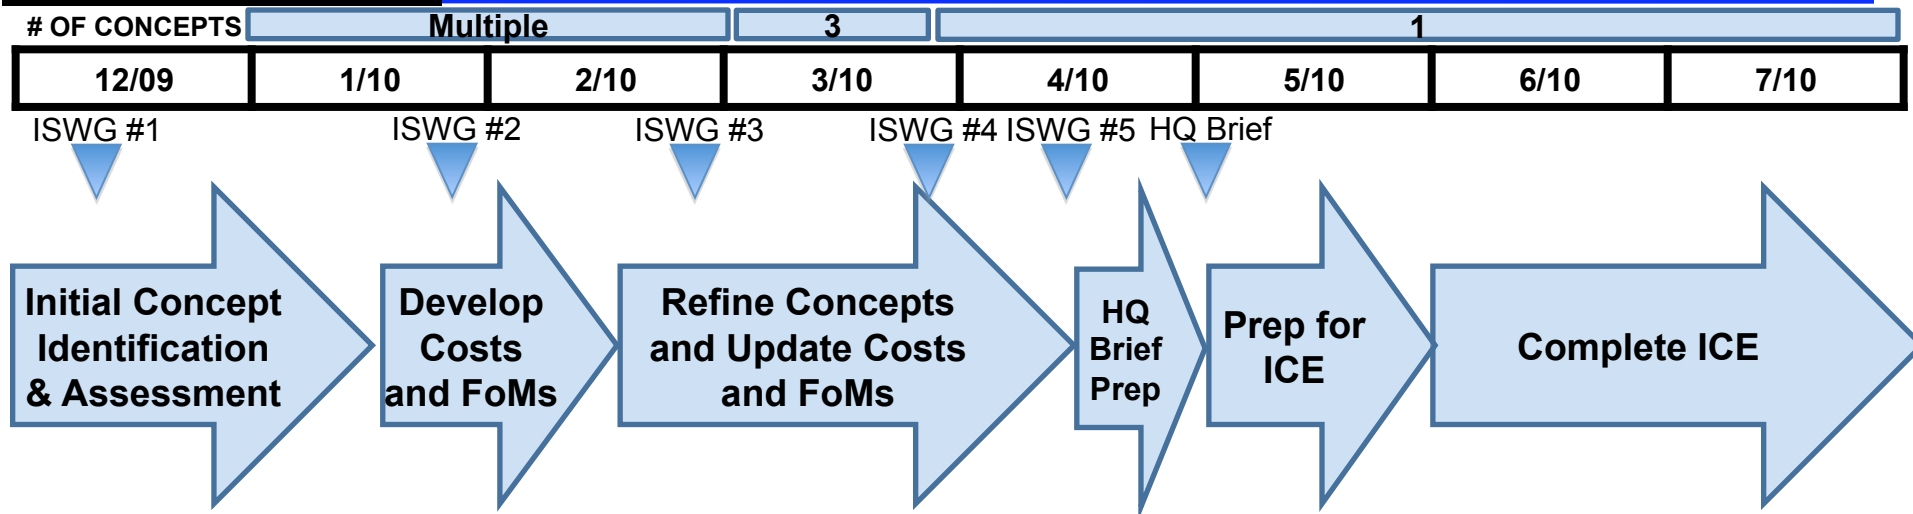 # OF CONCEPTS Multiple 3 1
12/09 1/10 2/10 3/10 4/10 5/10 6/10 7/10
ISWG #1 ISWG #2 ISWG #3 ISWG #4 ISWG #5 HQ Brief
Initial Concept
Identification
& Assessment
Develop
Costs
and FoMs
Refine Concepts
and Update Costs
and FoMs
HQ
Brief
Prep
Prep for
ICE
Complete ICE